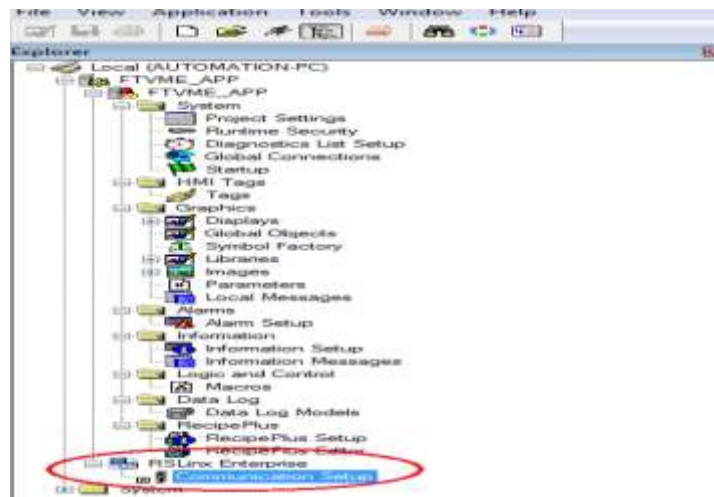 File View Application Tools Window Help
Explorer
Local (AUTOMATION-PC)
FTVME_APP
FTVME_APP
System
Project Settings
Runtime Security
Diagnostics List Setup
Global Connections
Startup
HMI Tags
Tags
Graphics
Displays
Global Objects
Symbol Factory
Libraries
Images
Parameters
Local Messages
Alarms
Alarm Setup
Information
Information Setup
Information Messages
Logic and Control
Macros
Data Log
Data Log Models
RecipePlus
RecipePlus Setup
RecipePlus Editor
RSLinx Enterprise
Communication Setup
System